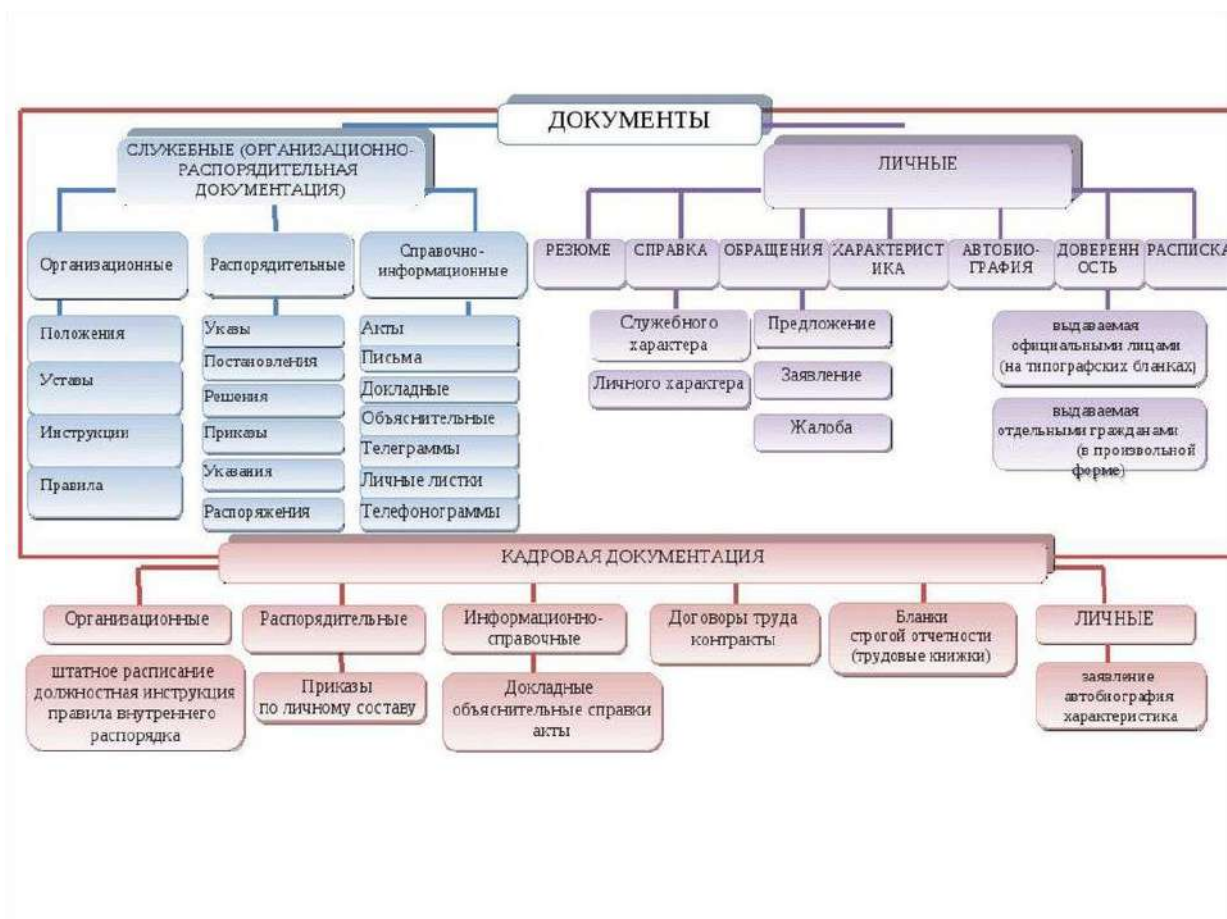 ДОКУМЕНТЫ
СЛУЖЕБНЫЕ (ОРГАНИЗАЦИОННО-
РАСПОРЯДИТЕЛЬНАЯ
ДОКУМЕНТАЦИЯ)
ЛИЧНЫЕ
Организационные
Распорядительные
Справочно-
информационные
РЕЗЮМЕ
СПРАВКА
ОБРАЩЕНИЯ
ХАРАКТЕРИСТ
ИКА
АВТОБИО-
ГРАФИЯ
ДОВЕРЕНН
ОСТЬ
РАСПИСКА
Положения
Уставы
Инструкции
Правила
Указы
Постановления
Решения
Приказы
Указания
Распоряжения
Акты
Письма
Докладные
Объяснительные
Телеграммы
Личные листки
Телефонограммы
Служебного
характера
Личного характера
Предложение
Заявление
Жалоба
выдаваемая
официальными лицами
(на типографских бланках)
выдаваемая
отдельными гражданами
(в произвольной
форме)
КАДРОВАЯ ДОКУМЕНТАЦИЯ
Организационные
Распорядительные
Информационно-
справочные
Договоры труда
контракты
Бланки
строгой отчетности
(трудовые книжки)
ЛИЧНЫЕ
штатное расписание
должностная инструкция
правила внутреннего
распорядка
Приказы
по личному составу
Докладные
объяснительные справки
акты
заявление
автобиография
характеристика